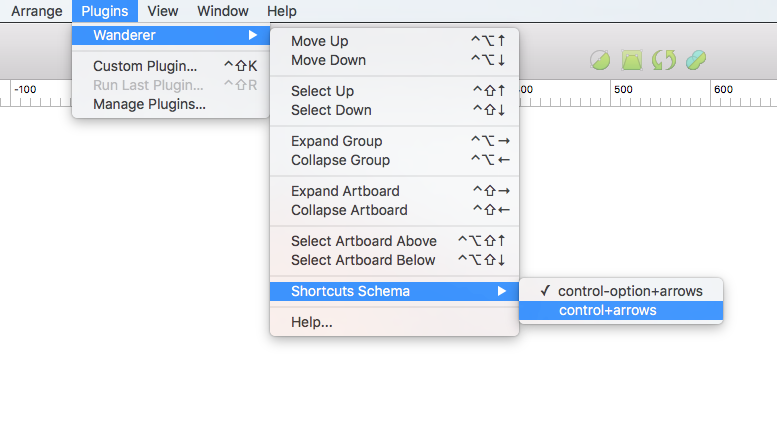 Arrange Plugins View Window Help
Wanderer ▶
Custom Plugin... ⌃⇧K
Run Last Plugin... ⌃⇧R
Manage Plugins...
Move Up ⌃⌥↑
Move Down ⌃⌥↓
Select Up ⌃⇧↑
Select Down ⌃⇧↓
Expand Group ⌃⌥→
Collapse Group ⌃⌥←
Expand Artboard ⌃⇧→
Collapse Artboard ⌃⇧←
Select Artboard Above ⌃⌥⇧↑
Select Artboard Below ⌃⌥⇧↓
Shortcuts Schema ▶
Help...
✓ control-option+arrows
control+arrows
-100 500 600